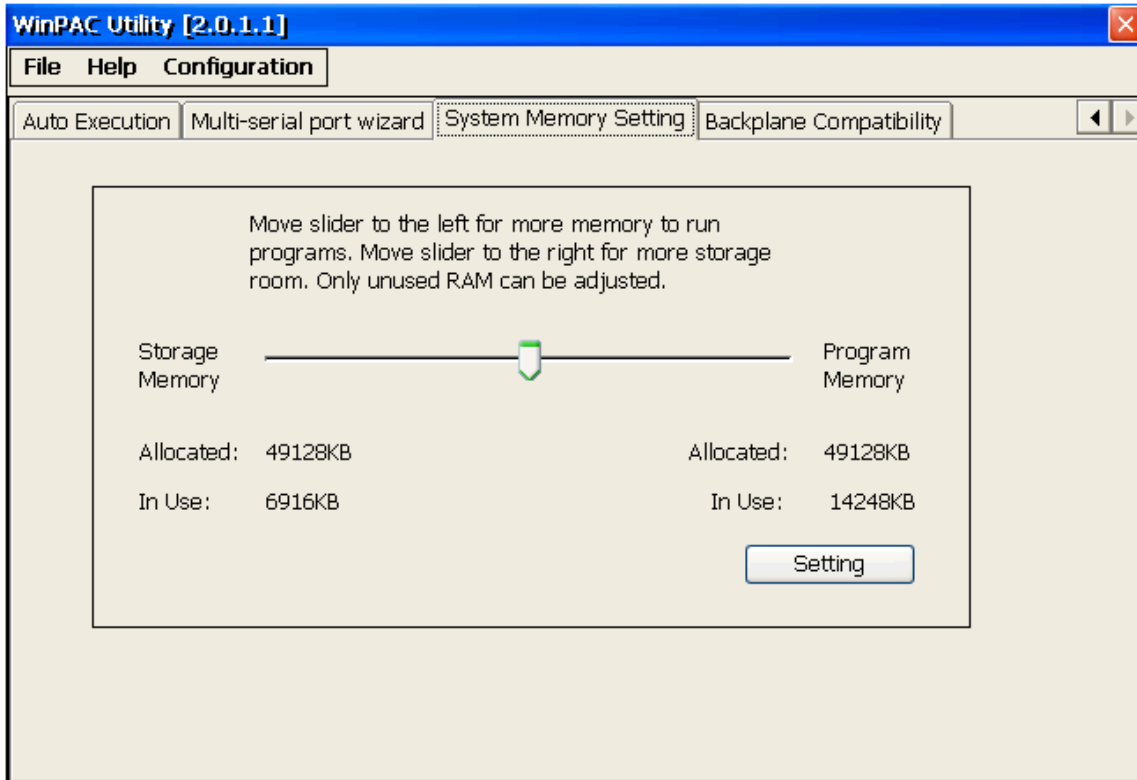 WinPAC Utility [2.0.1.1]
File Help Configuration
Auto Execution Multi-serial port wizard System Memory Setting Backplane Compatibility
Move slider to the left for more memory to run
programs. Move slider to the right for more storage
room. Only unused RAM can be adjusted.
Storage Program
Memory Memory
Allocated: 49128KB Allocated: 49128KB
In Use: 6916KB In Use: 14248KB
Setting